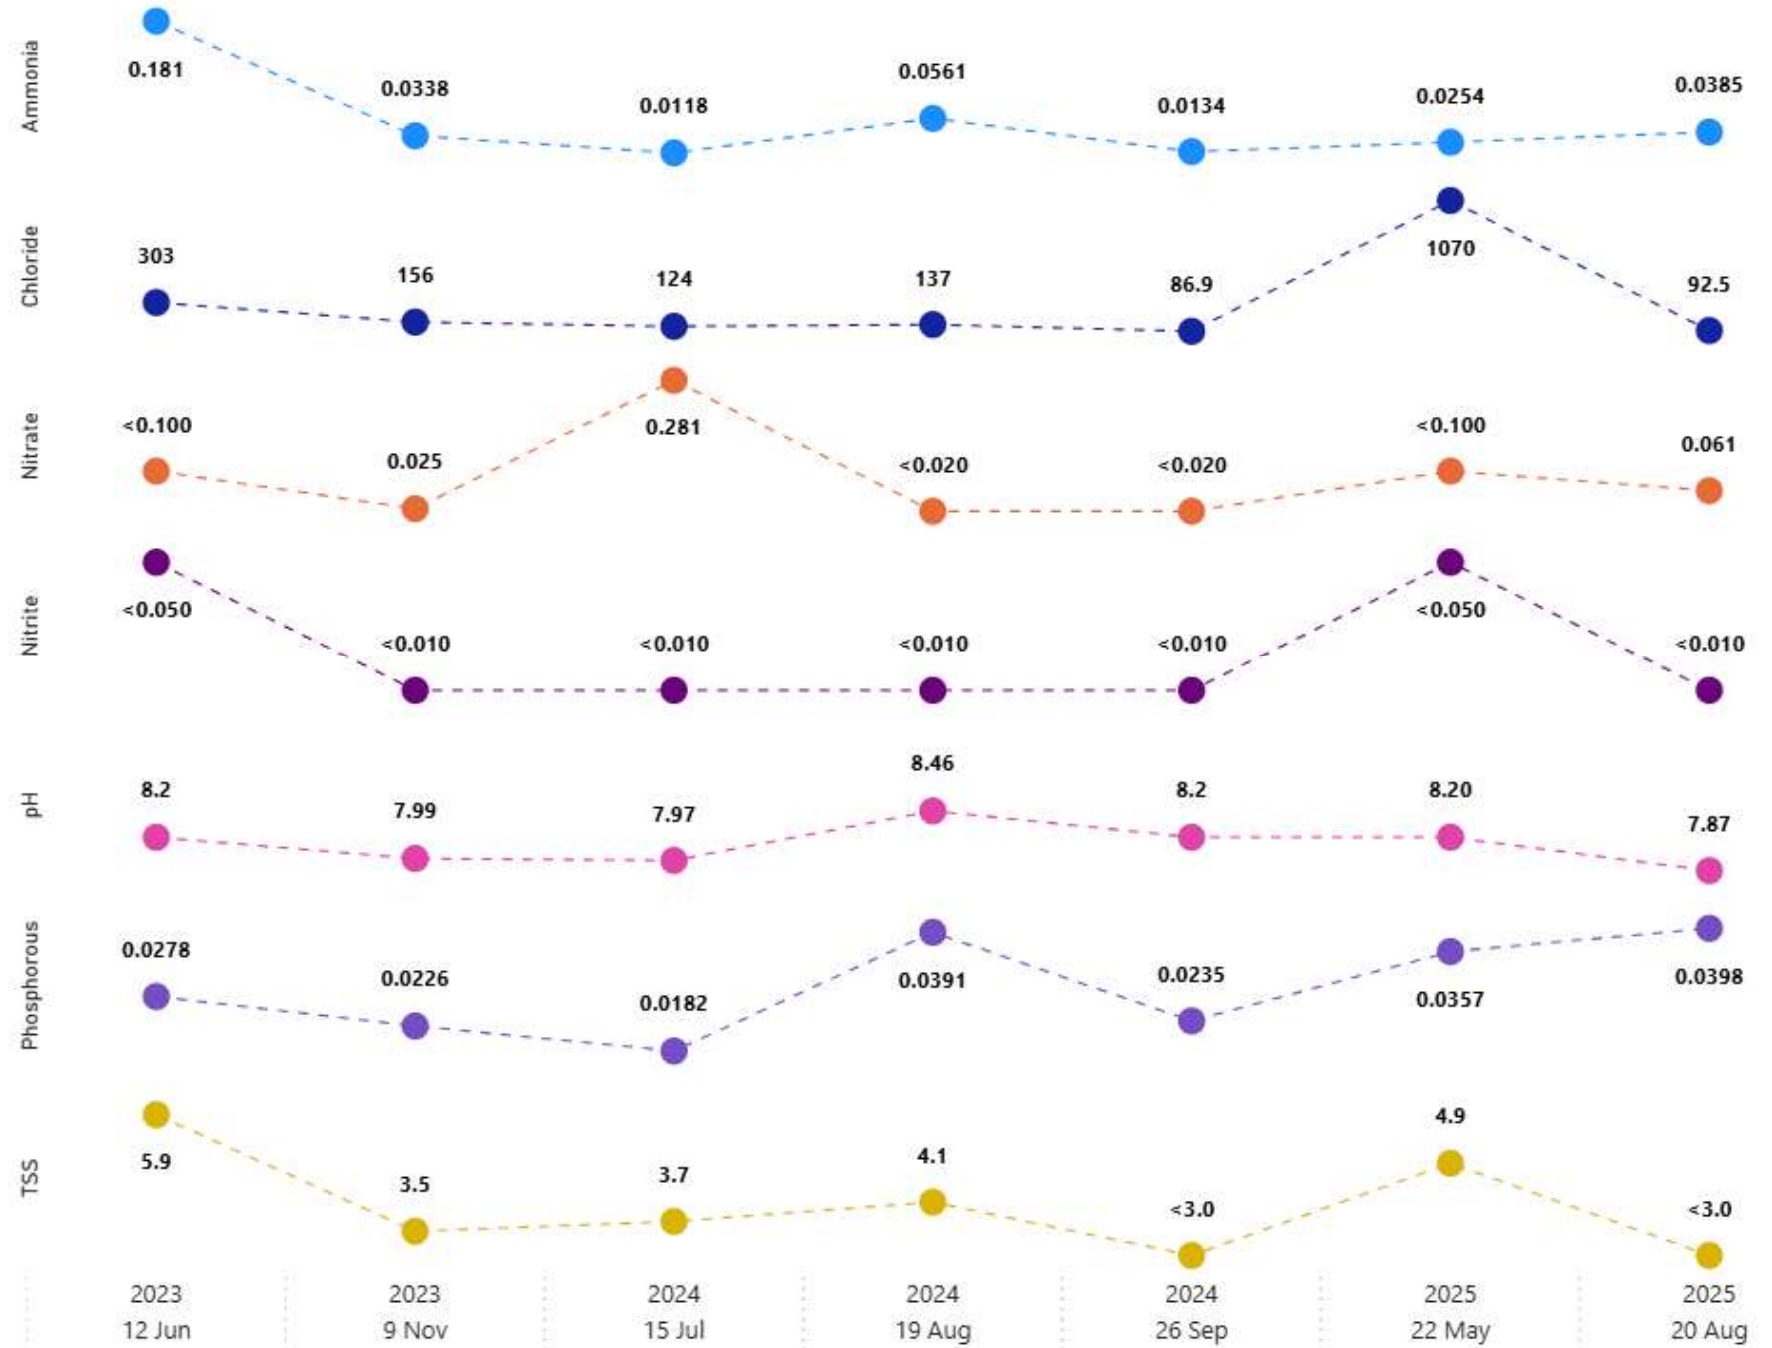 Ammonia
0.181 0.0338 0.0118 0.0561 0.0134 0.0254 0.0385
Chloride
303 156 124 137 86.9 1070 92.5
Nitrate
<0.100 0.025 0.281 <0.020 <0.020 <0.100 0.061
Nitrite
<0.050 <0.010 <0.010 <0.010 <0.010 <0.050 <0.010
pH
8.2 7.99 7.97 8.46 8.2 8.20 7.87
Phosphorous
0.0278 0.0226 0.0182 0.0391 0.0235 0.0357 0.0398
TSS
5.9 3.5 3.7 4.1 <3.0 4.9 <3.0
2023 2023 2024 2024 2024 2025 2025
12 Jun 9 Nov 15 Jul 19 Aug 26 Sep 22 May 20 Aug